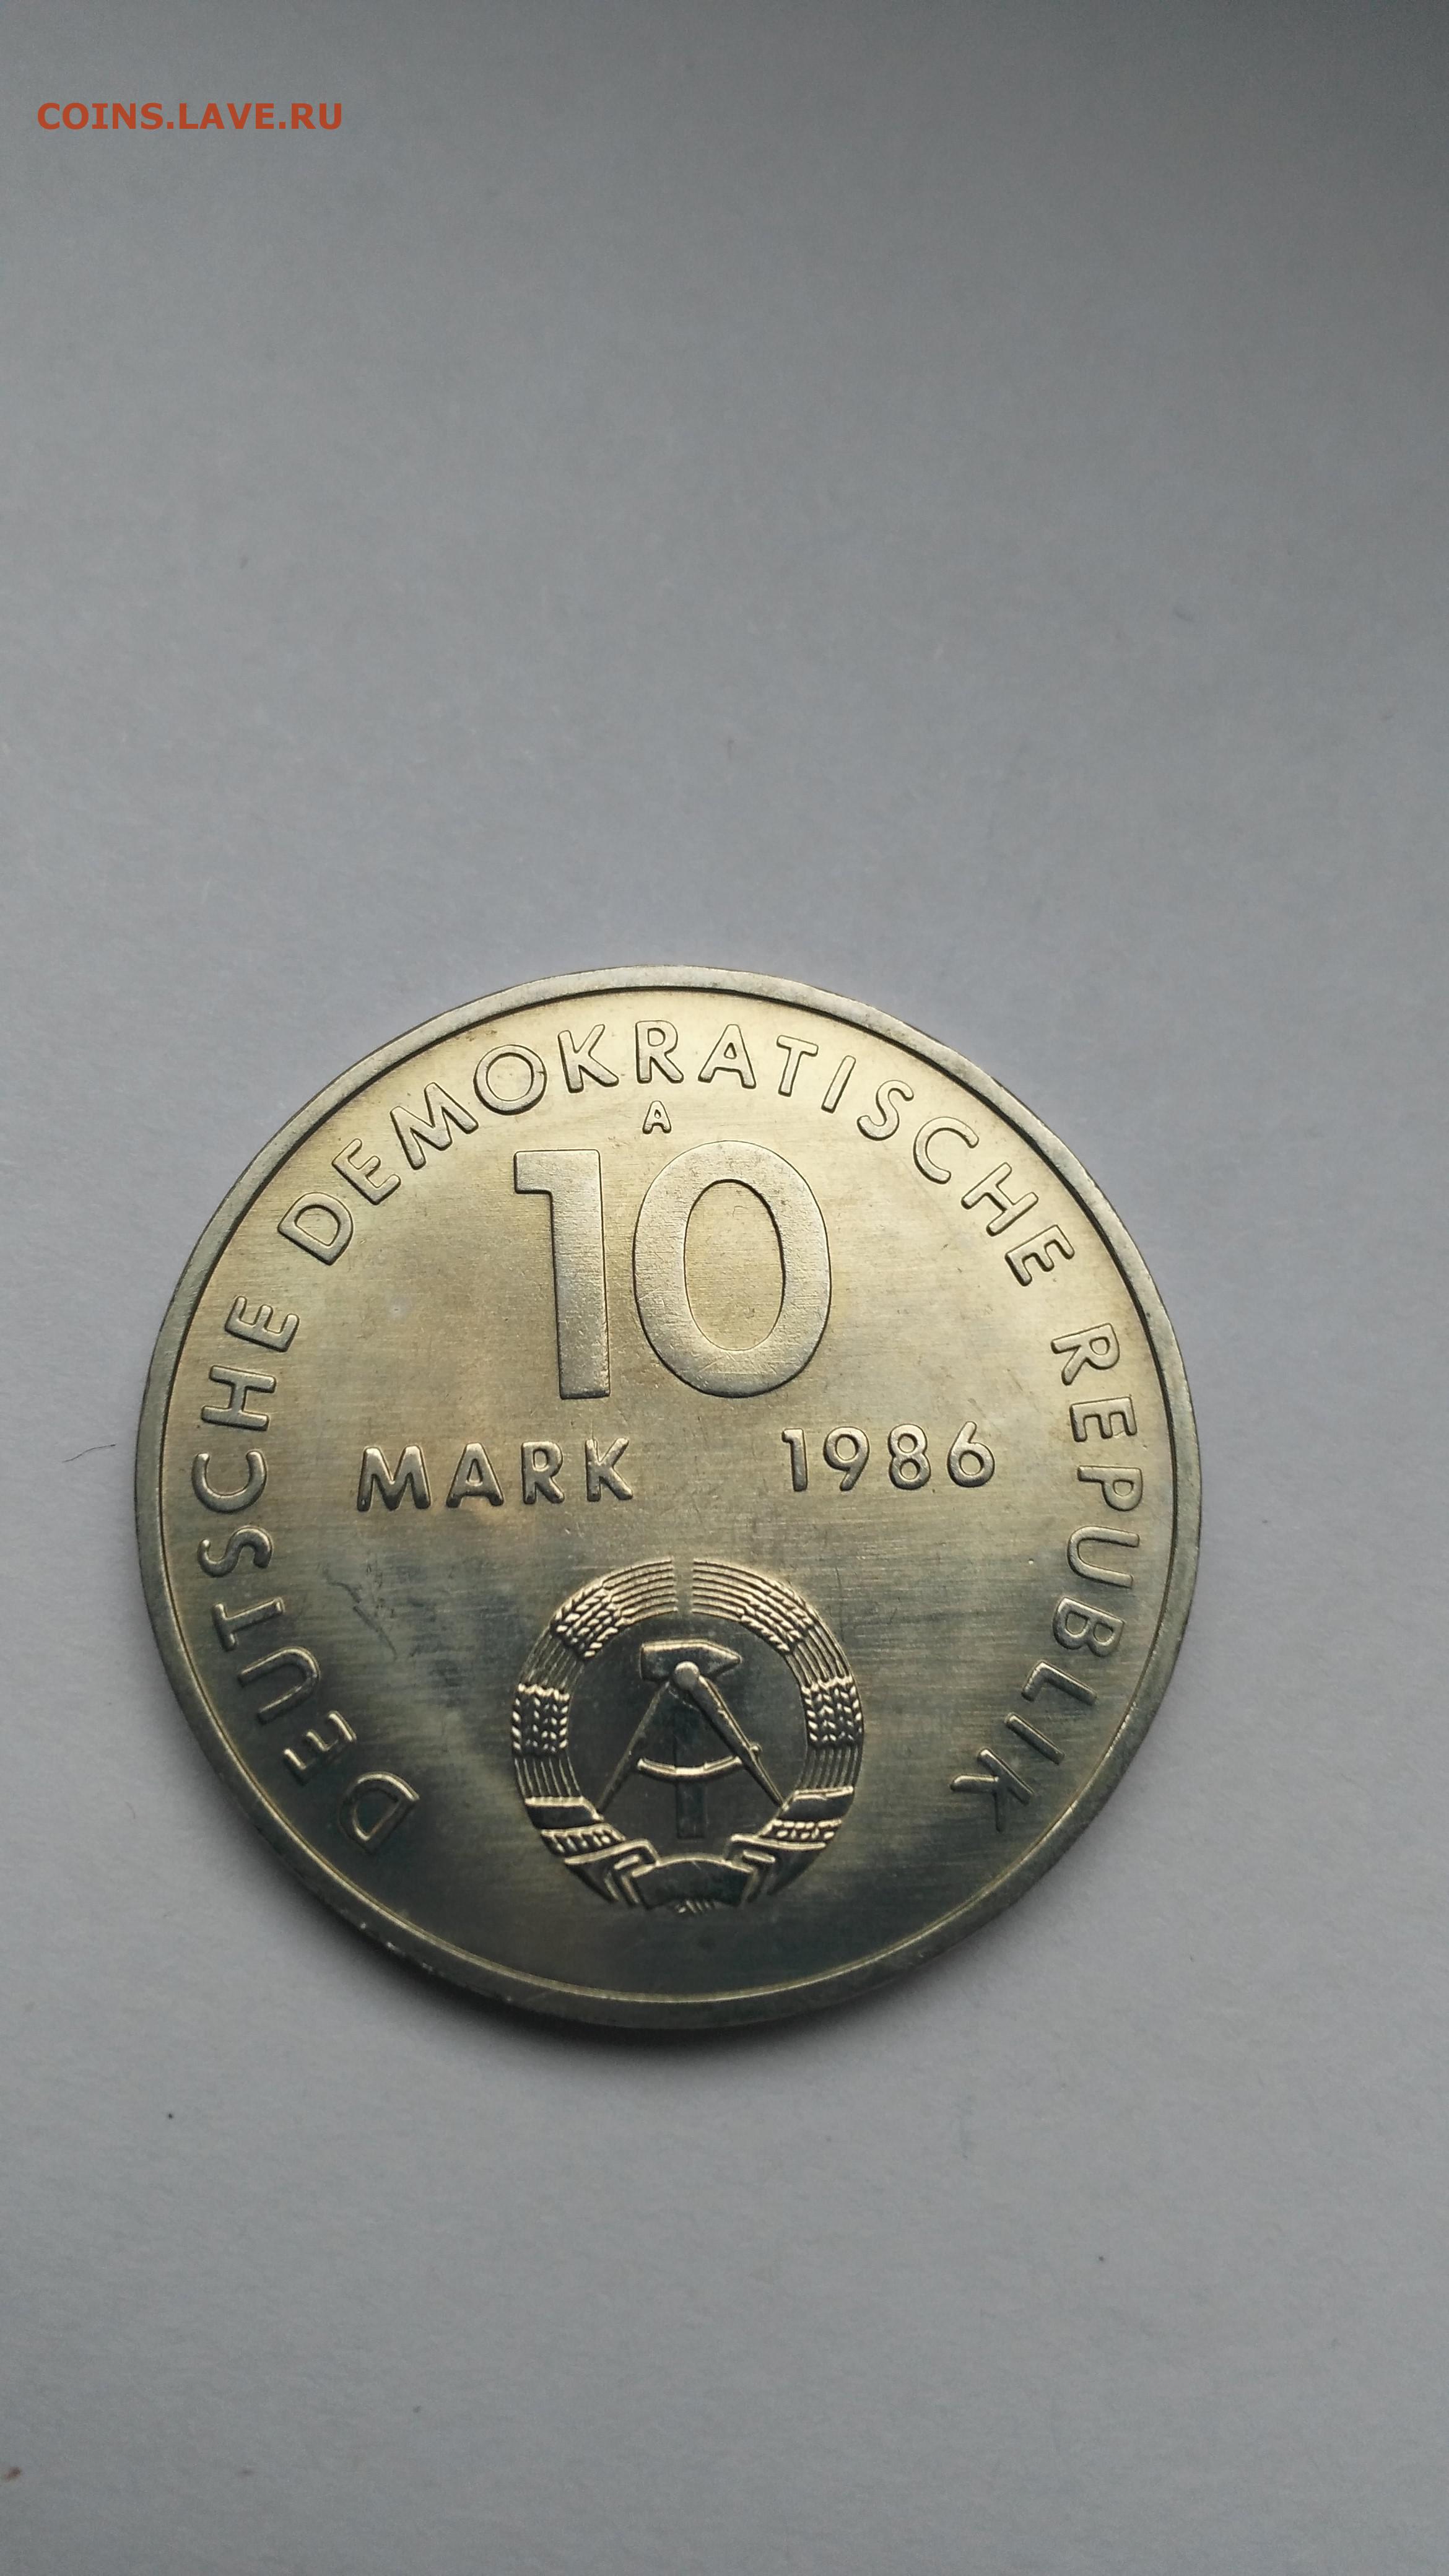 COINS.LAVE.RU
DEUTSCHE DEMOKRATISCHE REPUBLIK
A
10
MARK 1986